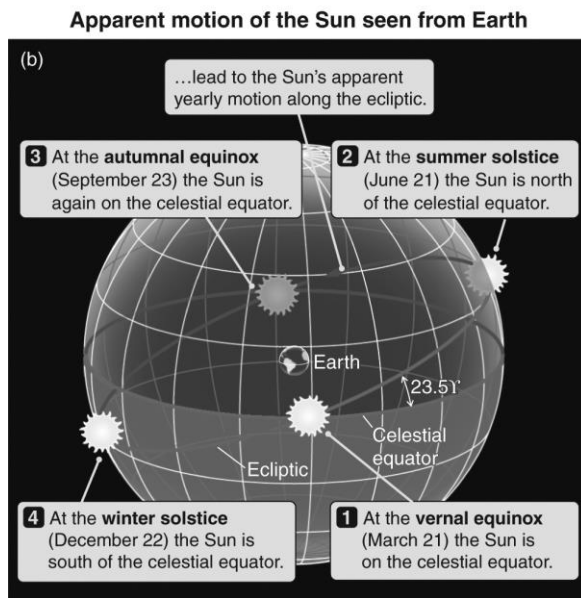 Apparent motion of the Sun seen from Earth
(b)
…lead to the Sun's apparent
yearly motion along the ecliptic.
3 At the autumnal equinox
(September 23) the Sun is
again on the celestial equator.
2 At the summer solstice
(June 21) the Sun is north
of the celestial equator.
Earth
23.5ϒ
Celestial
equator
Ecliptic
4 At the winter solstice
(December 22) the Sun is
south of the celestial equator.
1 At the vernal equinox
(March 21) the Sun is
on the celestial equator.